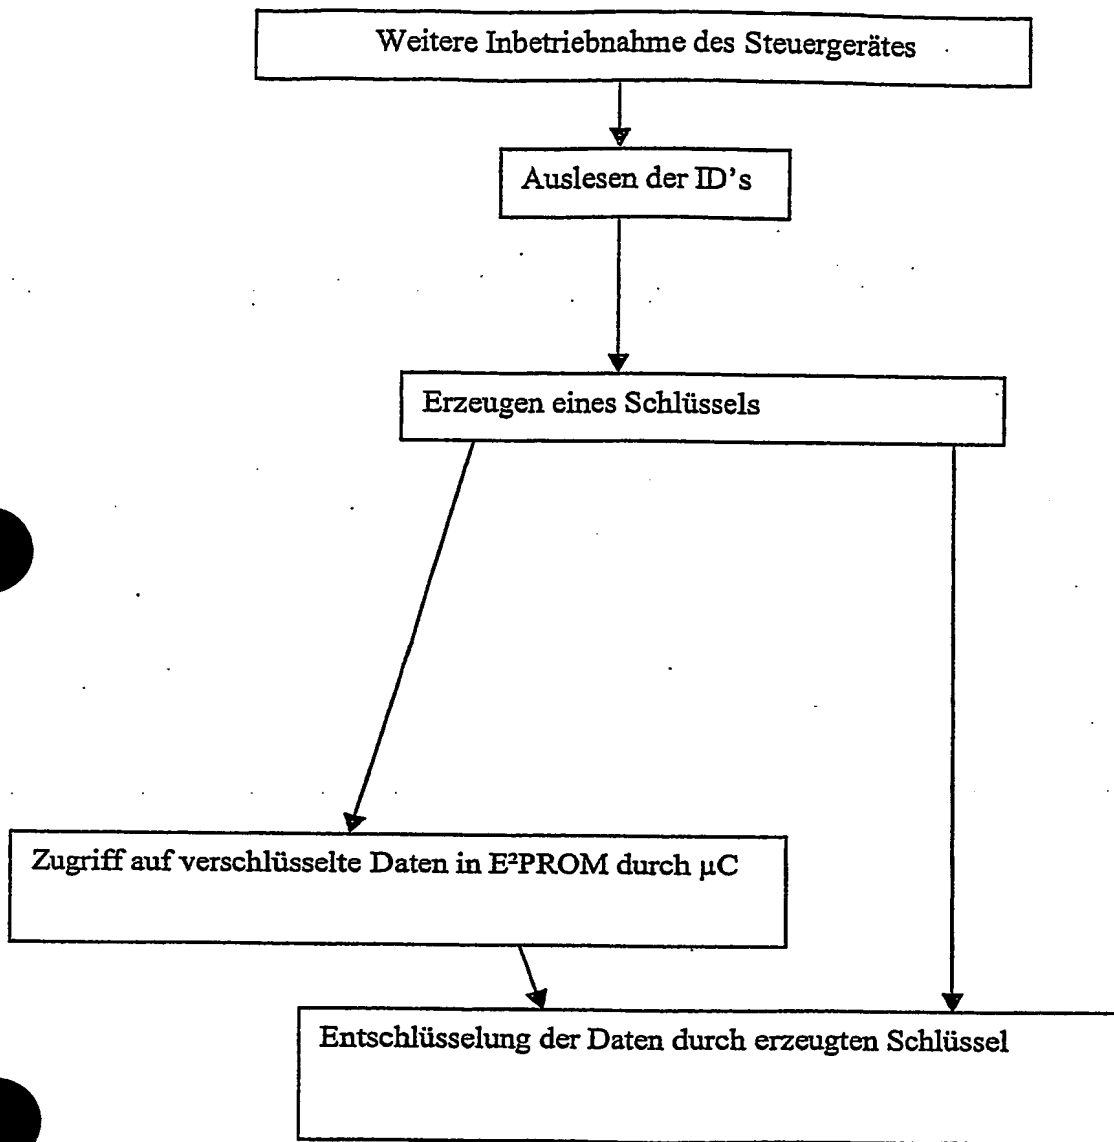 Weitere Inbetriebnahme des Steuergerätes
Auslesen der ID's
Erzeugen eines Schlüssels
Zugriff auf verschlüsselte Daten in E²PROM durch µC
Entschlüsselung der Daten durch erzeugten Schlüssel